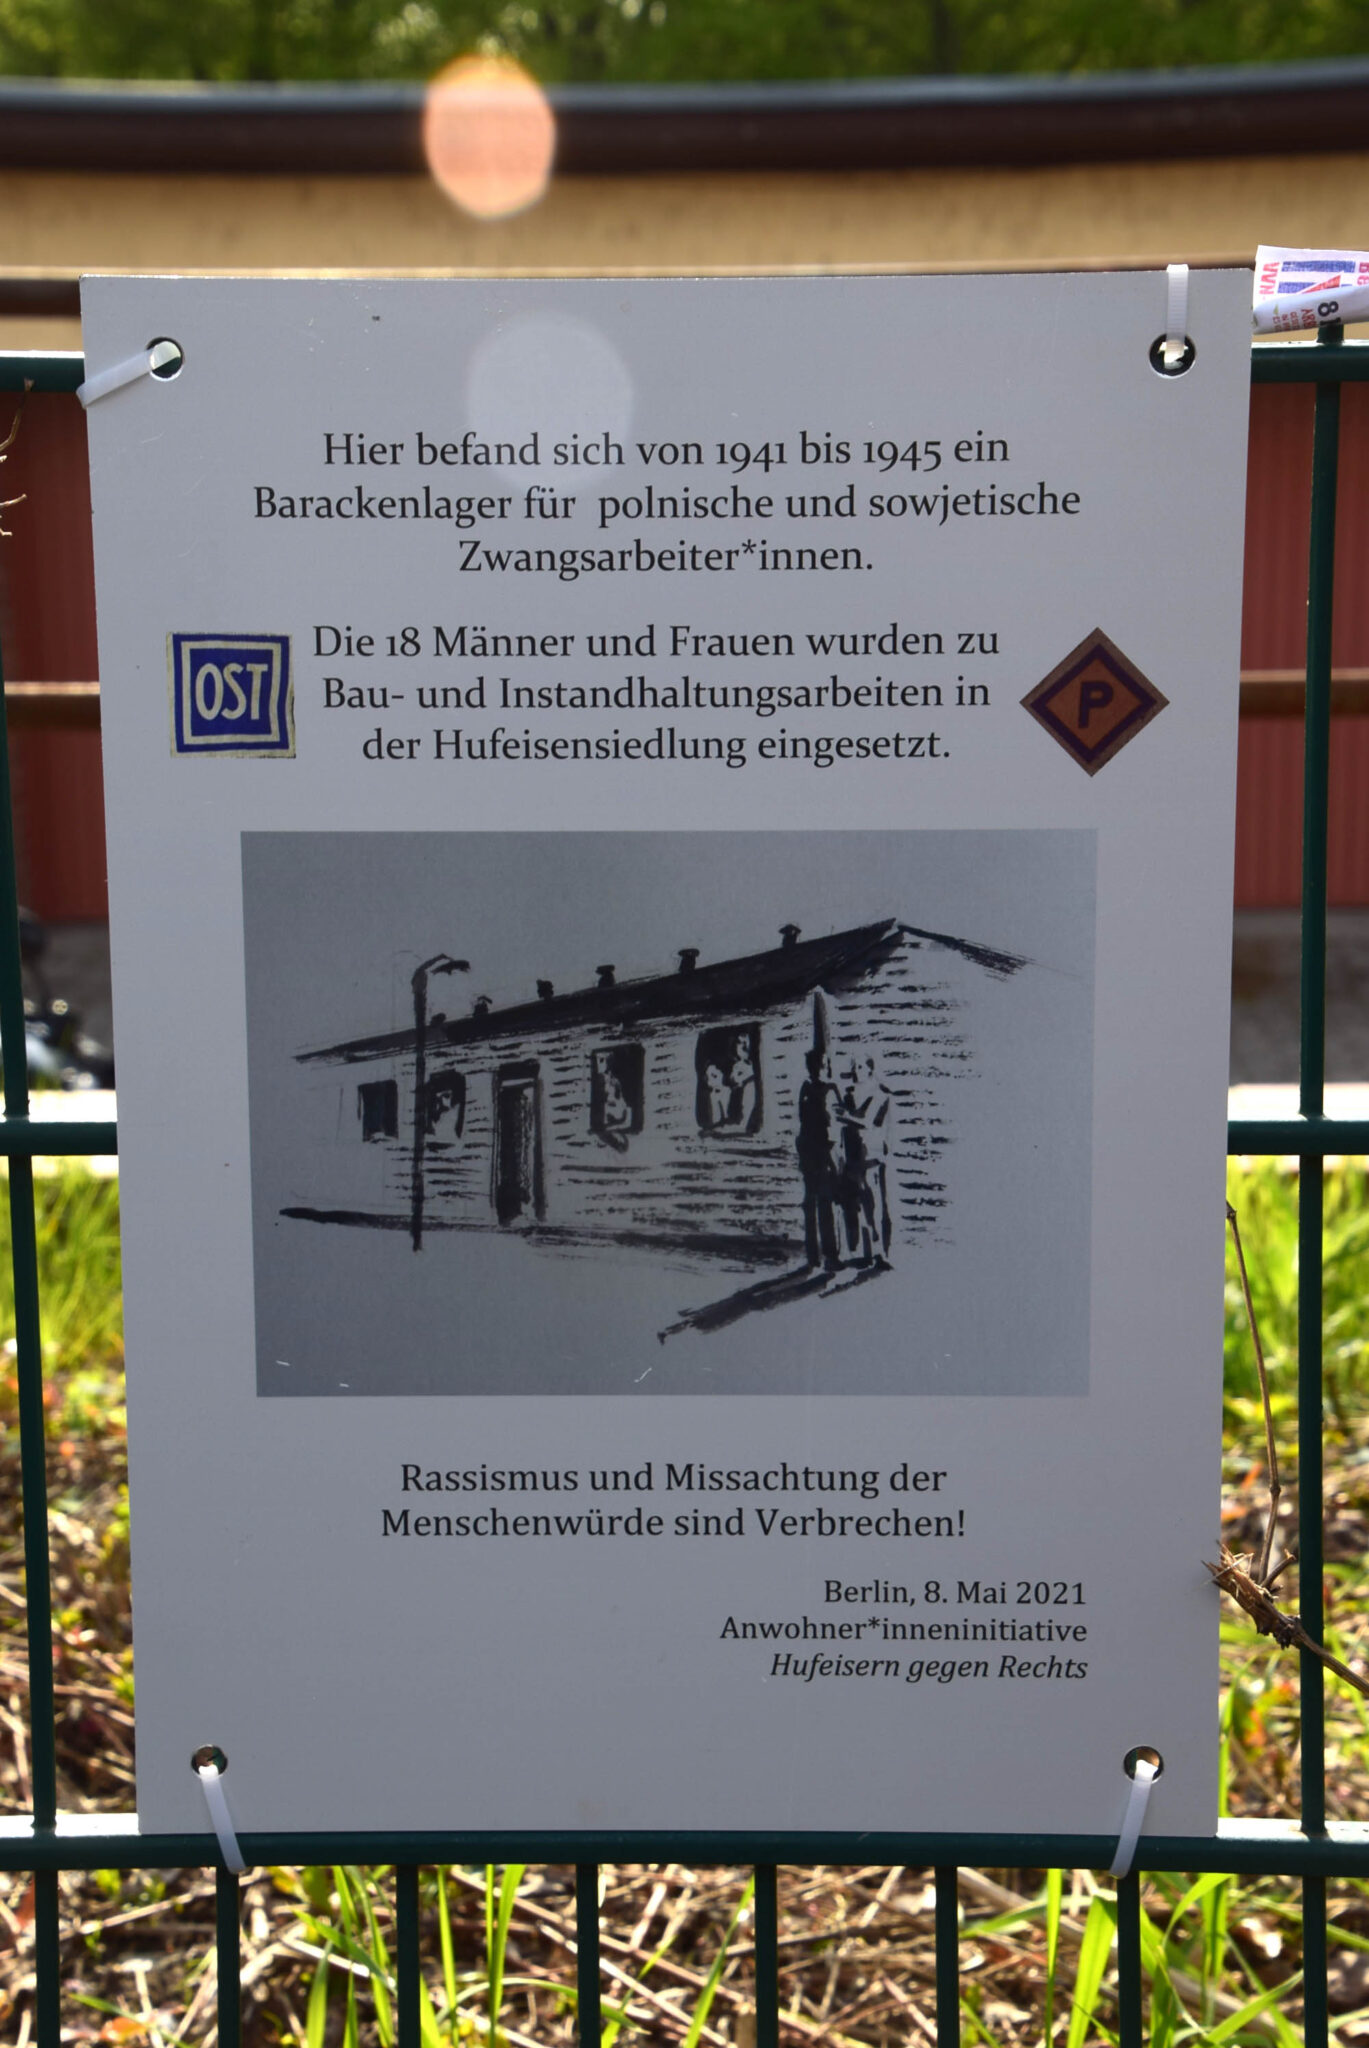 Hier befand sich von 1941 bis 1945 ein
Barackenlager für polnische und sowjetische
Zwangsarbeiter*innen.
Die 18 Männer und Frauen wurden zu
Bau- und Instandhaltungsarbeiten in
der Hufeisensiedlung eingesetzt.
OST
P
Rassismus und Missachtung der
Menschenwürde sind Verbrechen!
Berlin, 8. Mai 2021
Anwohner*inneninitiative
Hufeisern gegen Rechts